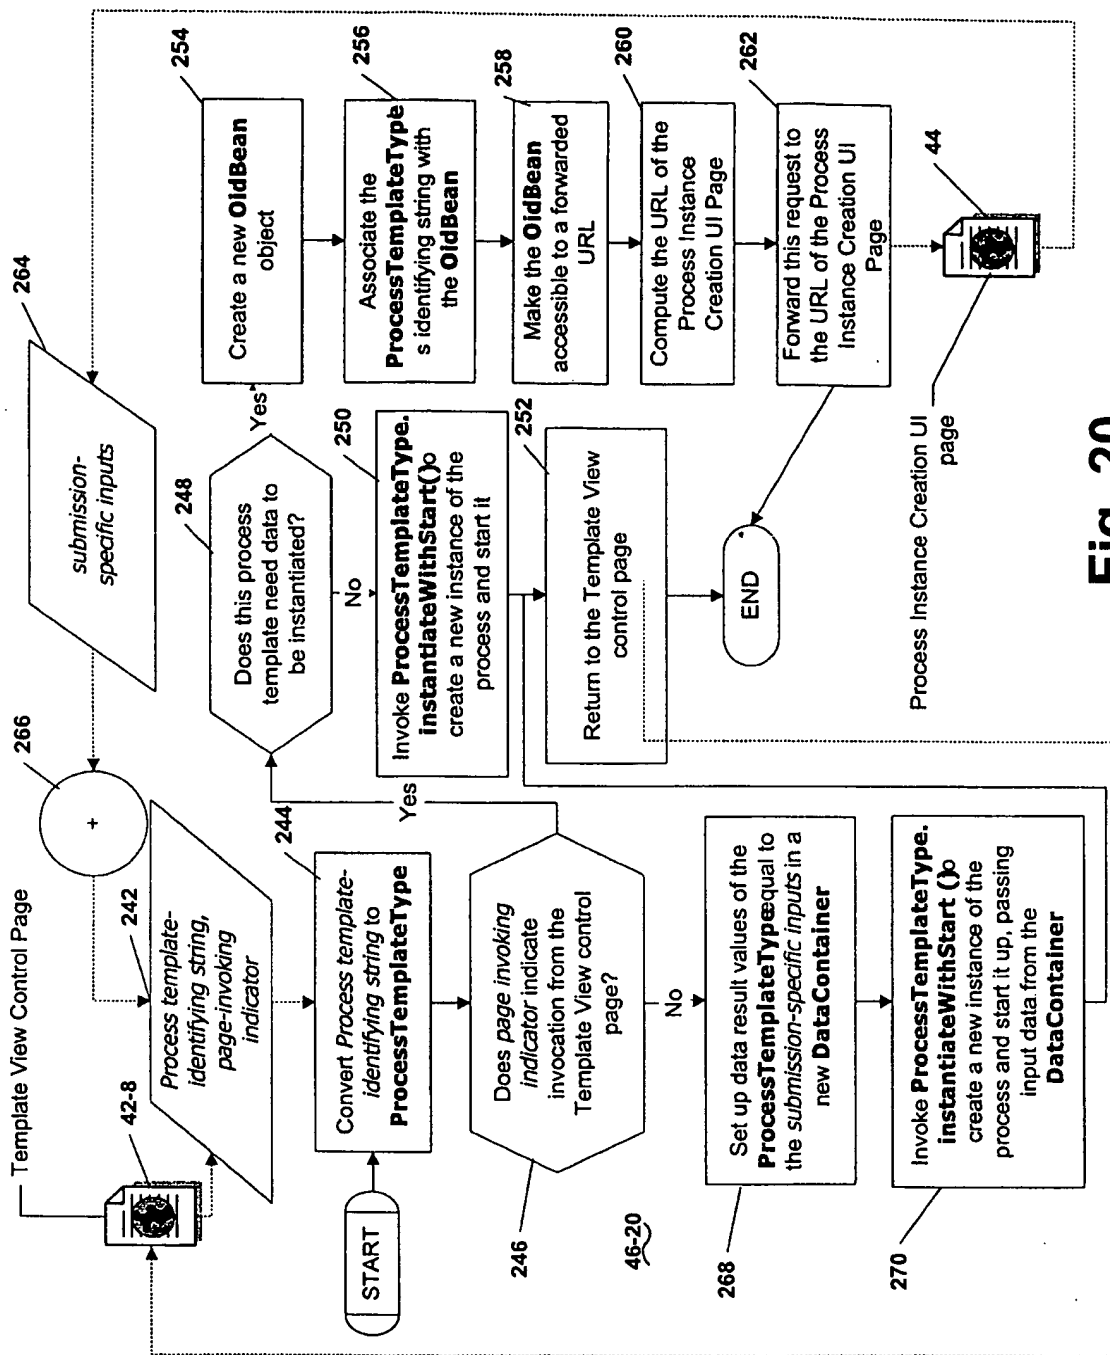 Template View Control Page
42-8
242
Process template-
identifying string,
page-invoking
indicator
266
+
264
submission-
specific inputs
START
244
Convert Process template-
identifying string to
ProcessTemplateType
246
Does page invoking
indicator indicate
invocation from the
Template View control
page?
Yes
No
46-20
268
Set up data result values of the
ProcessTemplateTypeequal to
the submission-specific inputs in a
new DataContainer
270
Invoke ProcessTemplateType.
instantiateWithStart ()o
create a new instance of the
process and start it up, passing
input data from the
DataContainer
248
Does this process
template need data to
be instantiated?
Yes
No
250
Invoke ProcessTemplateType.
instantiateWithStart()o
create a new instance of the
process and start it
252
Return to the Template View
control page
END
254
Create a new OldBean
object
256
Associate the
ProcessTemplateType
s identifying string with
the OldBean
258
Make the OldBean
accessible to a forwarded
URL
260
Compute the URL of the
Process Instance
Creation UI Page
262
Forward this request to
the URL of the Process
Instance Creation UI
Page
44
Process Instance Creation UI
page
Fig. 20